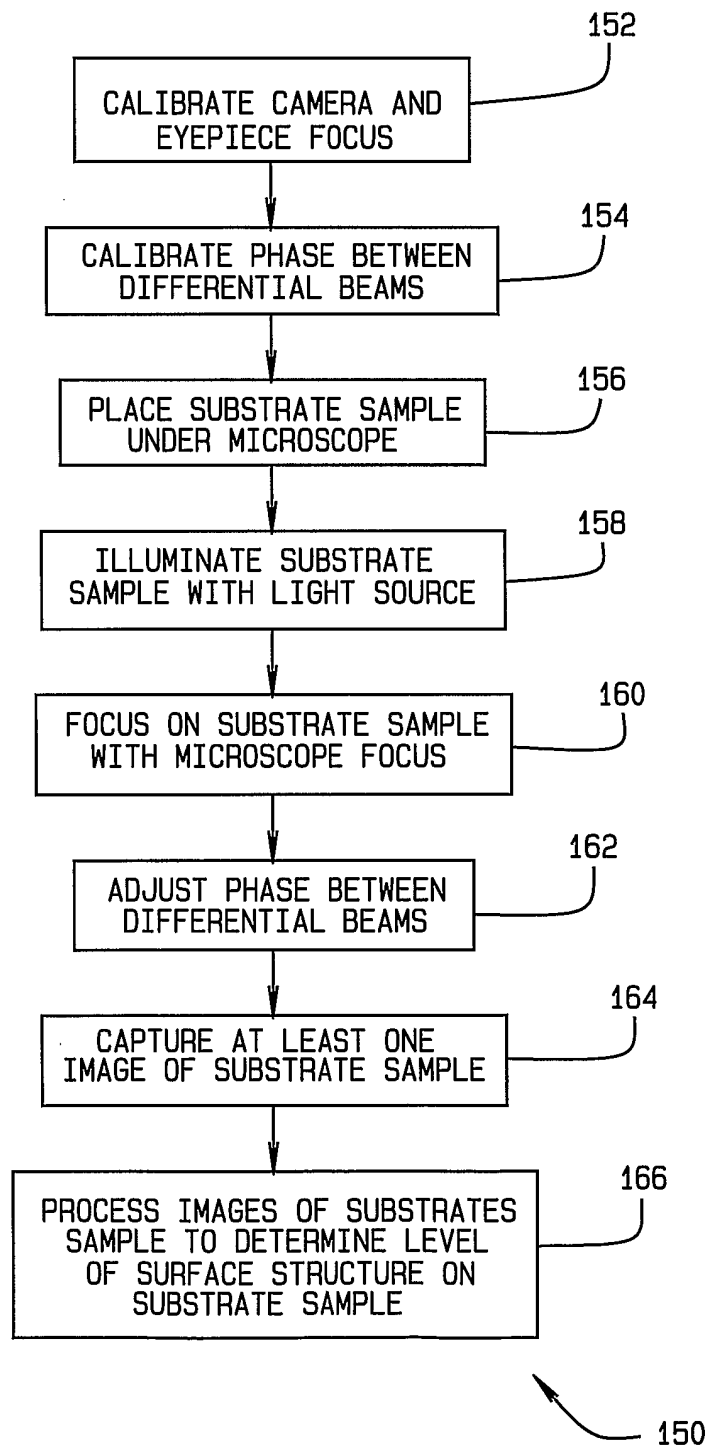 152
CALIBRATE CAMERA AND
EYEPIECE FOCUS
154
CALIBRATE PHASE BETWEEN
DIFFERENTIAL BEAMS
156
PLACE SUBSTRATE SAMPLE
UNDER MICROSCOPE
158
ILLUMINATE SUBSTRATE
SAMPLE WITH LIGHT SOURCE
160
FOCUS ON SUBSTRATE SAMPLE
WITH MICROSCOPE FOCUS
162
ADJUST PHASE BETWEEN
DIFFERENTIAL BEAMS
164
CAPTURE AT LEAST ONE
IMAGE OF SUBSTRATE SAMPLE
166
PROCESS IMAGES OF SUBSTRATES
SAMPLE TO DETERMINE LEVEL
OF SURFACE STRUCTURE ON
SUBSTRATE SAMPLE
150